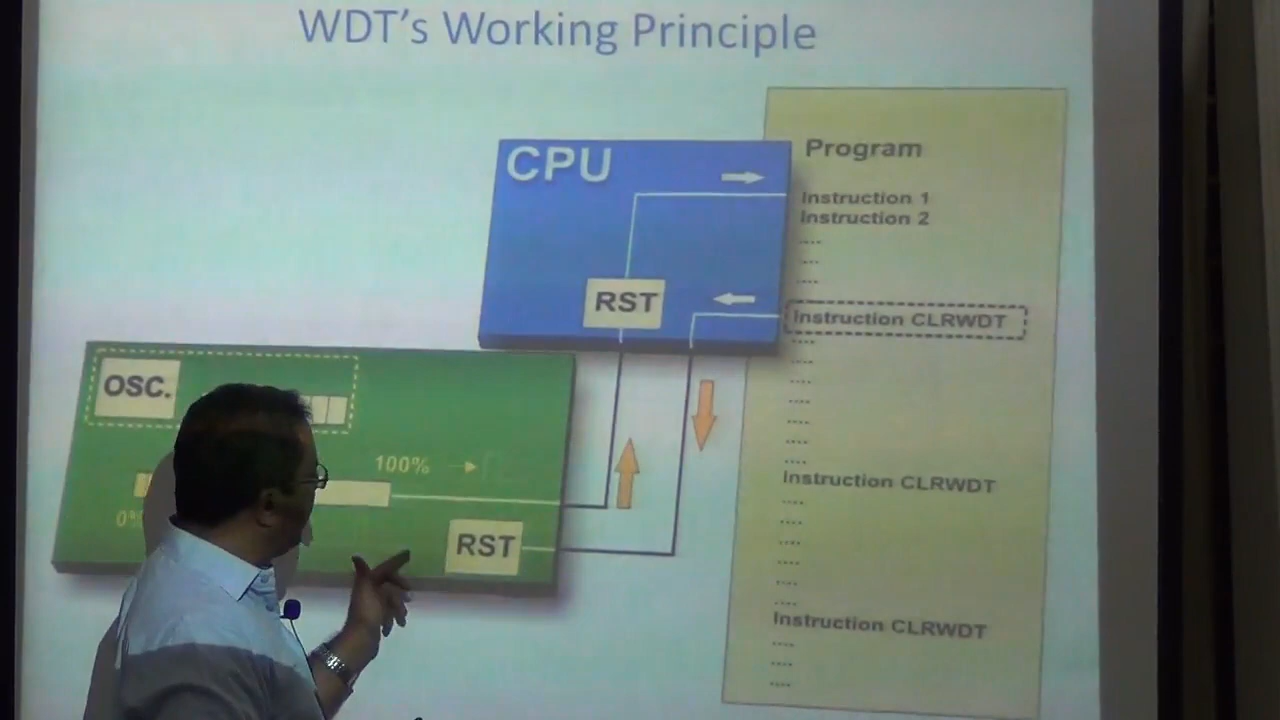 WDT's Working Principle
CPU
RST
Program
Instruction 1
Instruction 2
....
....
....
Instruction CLRWDT
....
....
....
....
....
....
....
Instruction CLRWDT
....
....
....
....
....
....
Instruction CLRWDT
....
....
....
OSC.
100%
0%
RST